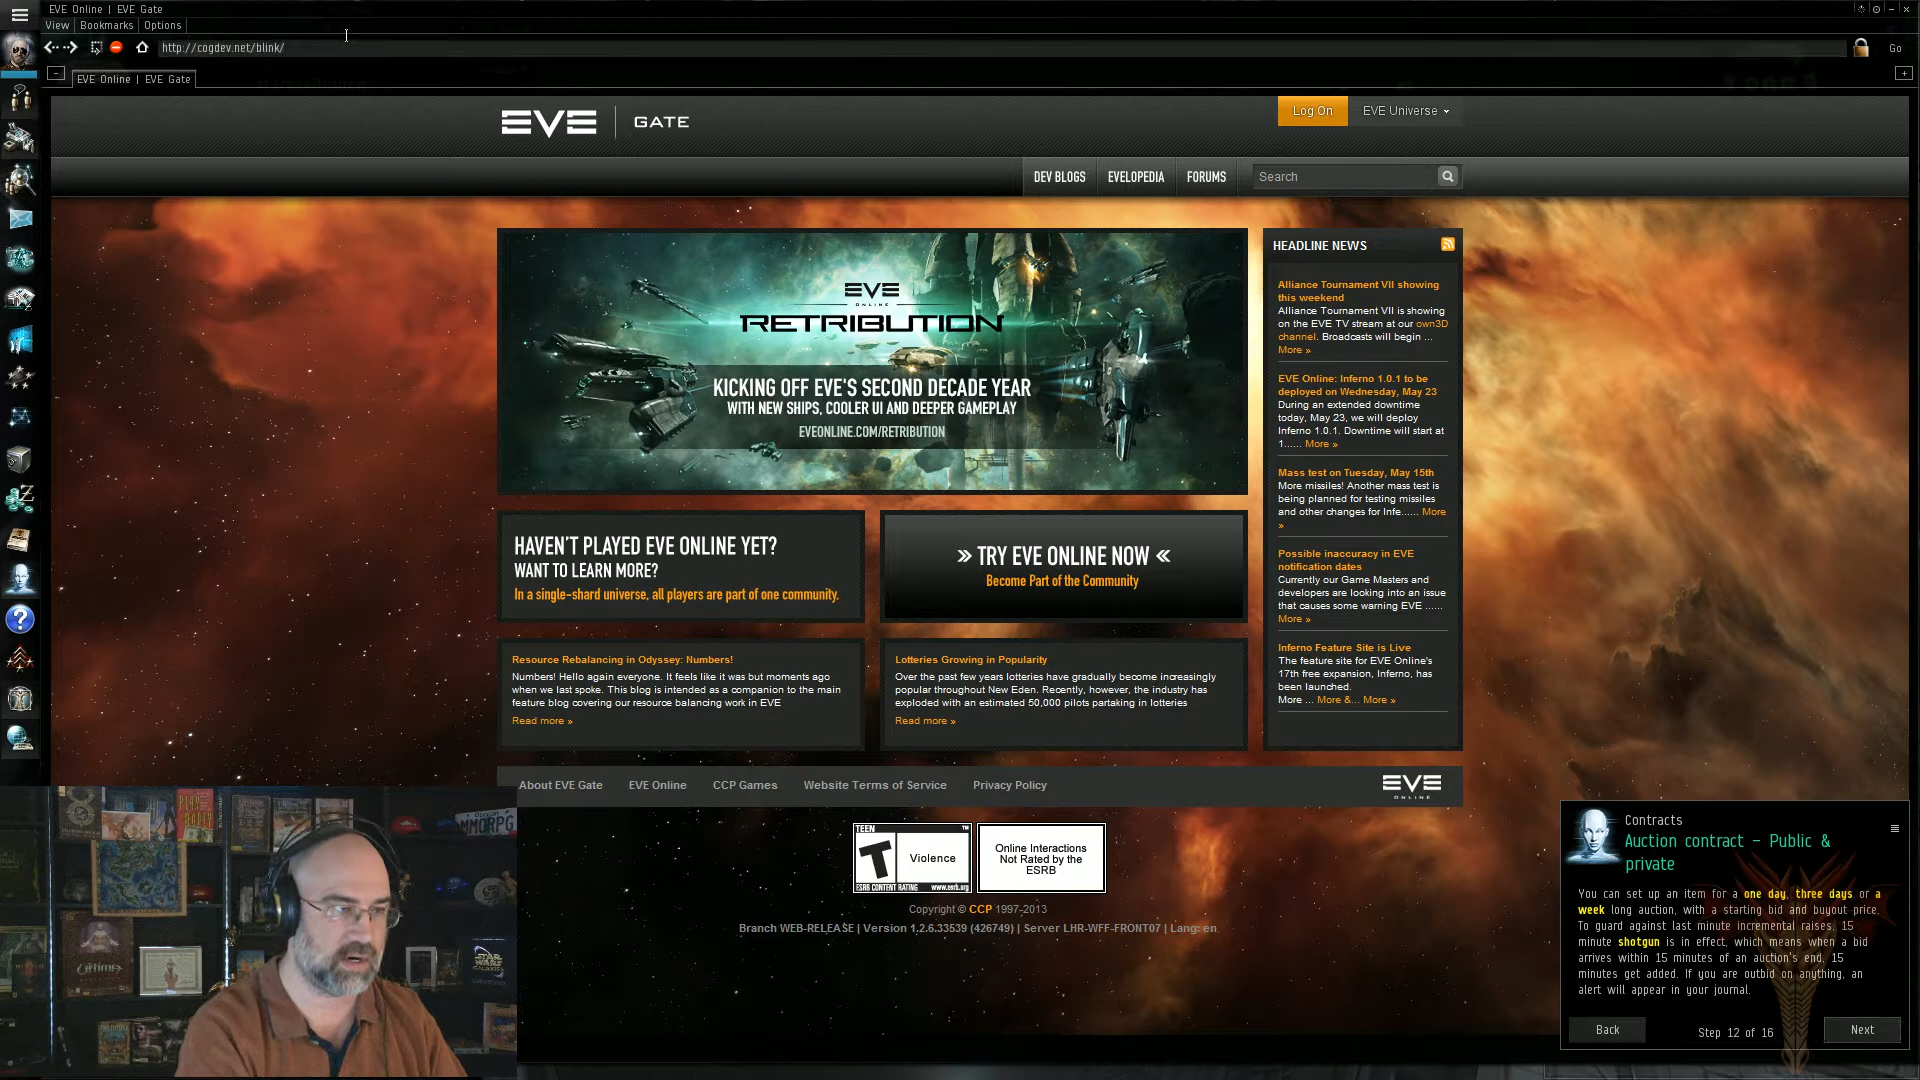 EVE Online | EVE Gate
View Bookmarks Options
http://cogdev.net/blink/
Go
EVE Online | EVE Gate
EVE GATE
Log On
EVE Universe
DEV BLOGS EVELOPEDIA FORUMS
Search
EVE
ONLINE
RETRIBUTION
KICKING OFF EVE'S SECOND DECADE YEAR
WITH NEW SHIPS, COOLER UI AND DEEPER GAMEPLAY
EVEONLINE.COM/RETRIBUTION
HEADLINE NEWS
Alliance Tournament VII showing
this weekend
Alliance Tournament VII is showing
on the EVE TV stream at our own3D
channel. Broadcasts will begin ...
More »
EVE Online: Inferno 1.0.1 to be
deployed on Wednesday, May 23
During an extended downtime
today, May 23, we will deploy
Inferno 1.0.1. Downtime will start at
1...... More »
Mass test on Tuesday, May 15th
More missiles! Another mass test is
being planned for testing missiles
and other changes for Infe...... More
»
Possible inaccuracy in EVE
notification dates
Currently our Game Masters and
developers are looking into an issue
that causes some warning EVE ......
More »
Inferno Feature Site is Live
The feature site for EVE Online's
17th free expansion, Inferno, has
been launched.
More ... More &... More »
HAVEN'T PLAYED EVE ONLINE YET?
WANT TO LEARN MORE?
In a single-shard universe, all players are part of one community.
» TRY EVE ONLINE NOW «
Become Part of the Community
Resource Rebalancing in Odyssey: Numbers!
Numbers! Hello again everyone. It feels like it was but moments ago
when we last spoke. This blog is intended as a companion to the main
feature blog covering our resource balancing work in EVE
Read more »
Lotteries Growing in Popularity
Over the past few years lotteries have gradually become increasingly
popular throughout New Eden. Recently, however, the industry has
exploded with an estimated 50,000 pilots partaking in lotteries
Read more »
About EVE Gate EVE Online CCP Games Website Terms of Service Privacy Policy
EVE
ONLINE
TEEN
T
Violence
ESRB CONTENT RATING www.esrb.org
Online Interactions
Not Rated by the
ESRB
Copyright © CCP 1997-2013
Branch WEB-RELEASE | Version 1.2.6.33539 (426749) | Server LHR-WFF-FRONT07 | Lang: en
Contracts
Auction contract - Public &
private
You can set up an item for a one day, three days or a
week long auction, with a starting bid and buyout price.
To guard against last minute incremental raises, 15
minute shotgun is in effect, which means when a bid
arrives within 15 minutes of an auction's end, 15
minutes get added. If you are outbid on anything, an
alert will appear in your journal.
Back
Step 12 of 16
Next
MMORPG
Ultima
STAR WARS
GALAXIES